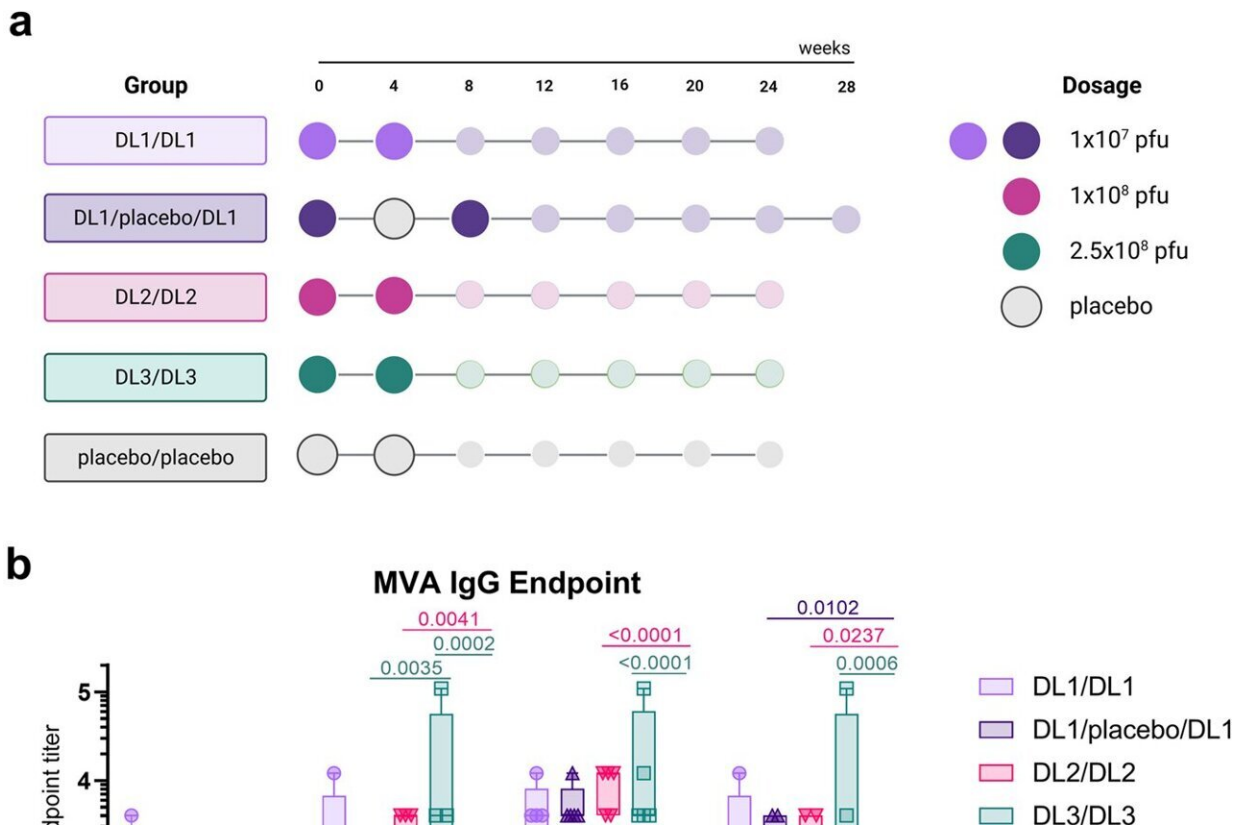 a
weeks
Group 0 4 8 12 16 20 24 28 Dosage
DL1/DL1 1x10⁷ pfu
DL1/placebo/DL1 1x10⁸ pfu
DL2/DL2 2.5x10⁸ pfu
DL3/DL3 placebo
placebo/placebo
b
MVA IgG Endpoint
0.0041
0.0002
0.0035
<0.0001
<0.0001
0.0102
0.0237
0.0006
5
4
dpoint titer
DL1/DL1
DL1/placebo/DL1
DL2/DL2
DL3/DL3